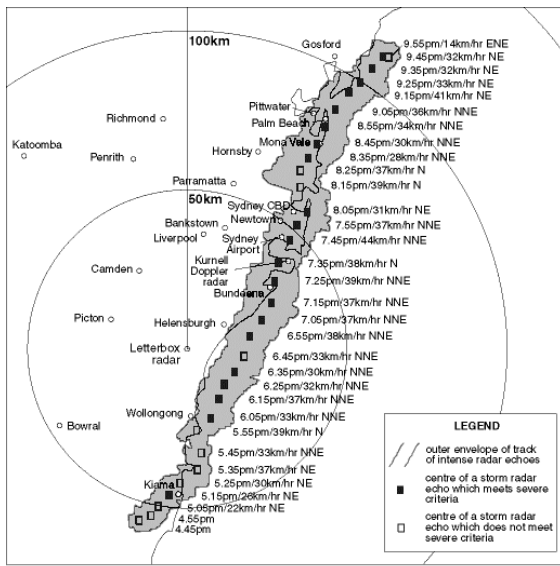 100km
Gosford
9.55pm/14km/hr ENE
9.45pm/32km/hr NE
9.35pm/32km/hr NE
9.25pm/33km/hr NE
9.15pm/41km/hr NE
Pittwater
9.05pm/36km/hr NNE
Richmond
Palm Beach
8.55pm/34km/hr NNE
Katoomba
Mona Vale
8.45pm/30km/hr NNE
Hornsby
8.35pm/28km/hr NNE
Penrith
8.25pm/37km/hr N
Parramatta
8.15pm/39km/hr N
50km
Sydney CBD
8.05pm/31km/hr NE
Bankstown
Newtown
7.55pm/37km/hr NNE
Liverpool
Sydney
Airport
7.45pm/44km/hr NNE
Kurnell
Doppler
radar
7.35pm/38km/hr N
Camden
7.25pm/39km/hr NNE
Bundeena
7.15pm/37km/hr NNE
Picton
Helensburgh
7.05pm/37km/hr NNE
6.55pm/38km/hr NNE
Letterbox
radar
6.45pm/33km/hr NNE
6.35pm/30km/hr NNE
6.25pm/32km/hr NNE
6.15pm/37km/hr NNE
Wollongong
6.05pm/33km/hr NNE
Bowral
5.55pm/39km/hr N
5.45pm/33km/hr NNE
5.35pm/37km/hr NE
Kiama
5.25pm/30km/hr NE
5.15pm/26km/hr NE
5.05pm/22km/hr NE
4.55pm
4.45pm
LEGEND
outer envelope of track
of intense radar echoes
centre of a storm radar
echo which meets severe
criteria
centre of a storm radar
echo which does not meet
severe criteria